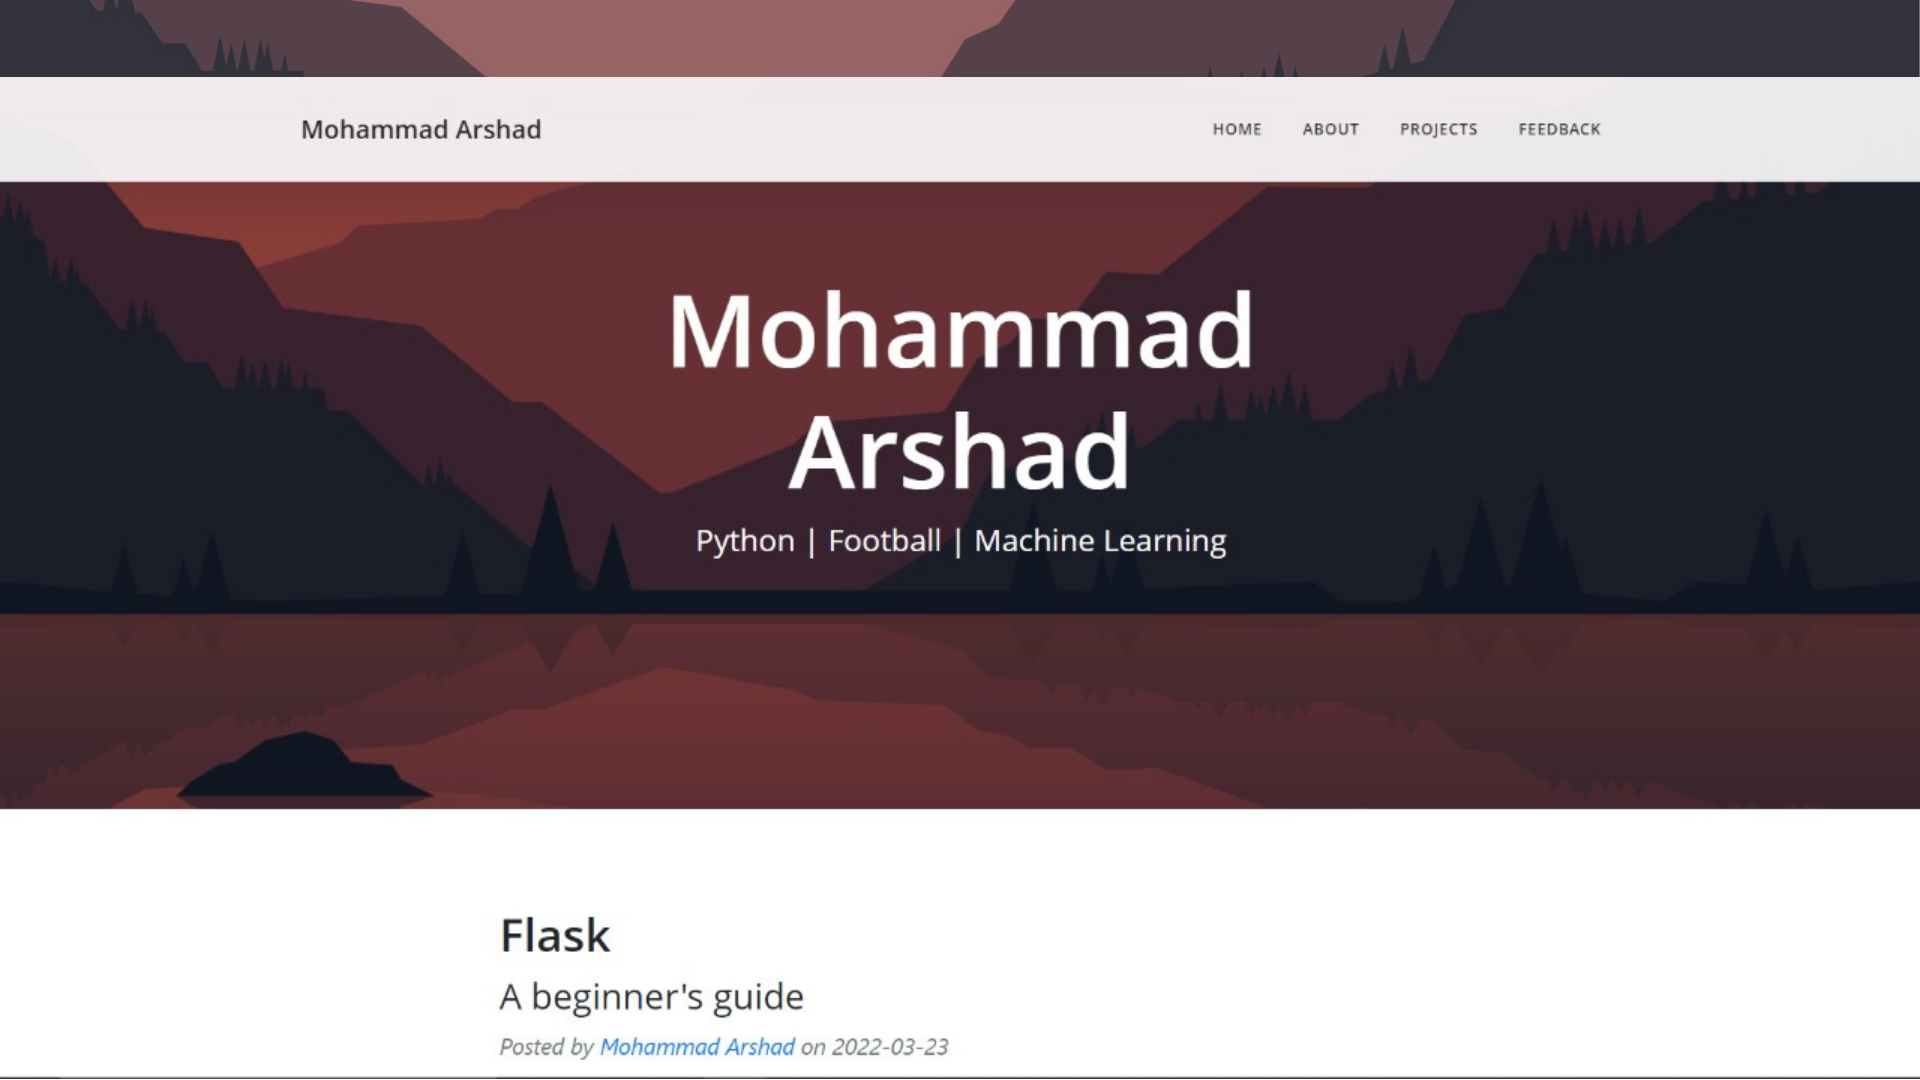 Mohammad Arshad
HOME ABOUT PROJECTS FEEDBACK
Mohammad
Arshad
Python | Football | Machine Learning
Flask
A beginner's guide
Posted by Mohammad Arshad on 2022-03-23